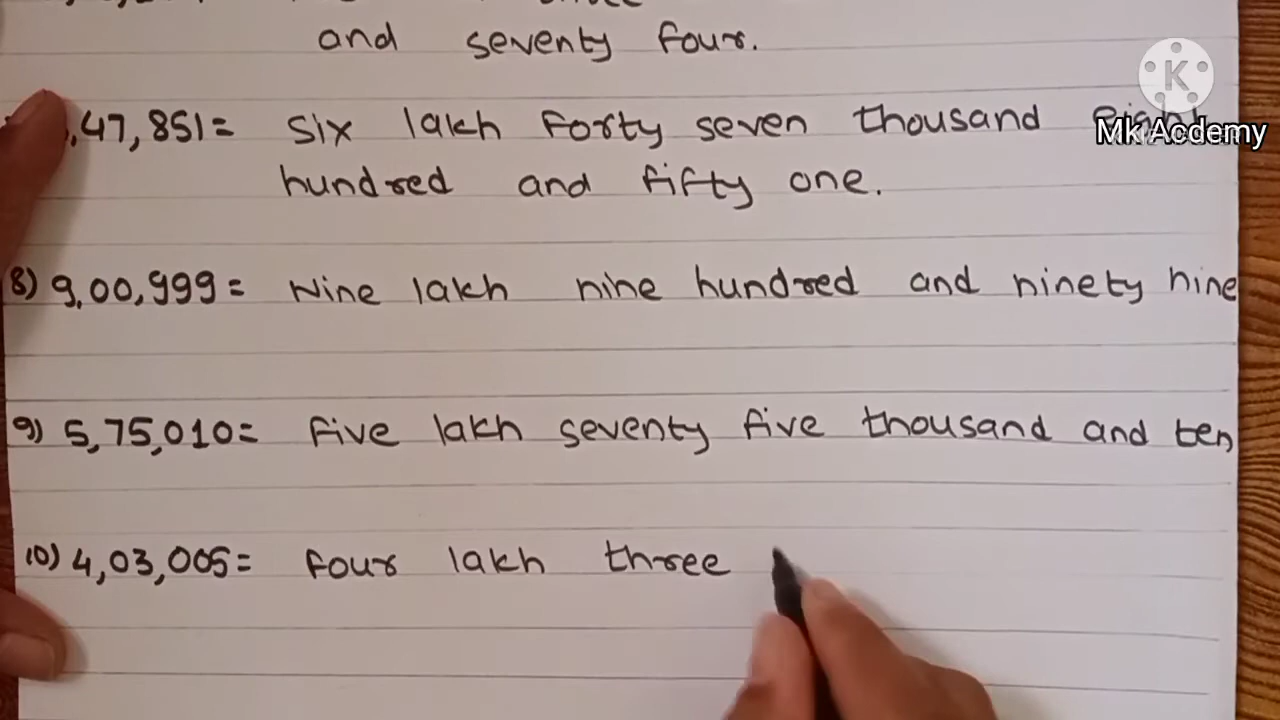 and seventy four.
,47,851= Six lakh Forty seven thousand
Mk Acdemy
hundred and fifty one.
8) 9,00,999= Nine lakh nine hundred and ninety nine
9) 5,75,010= Five lakh seventy five thousand and ten
10) 4,03,005= four lakh three